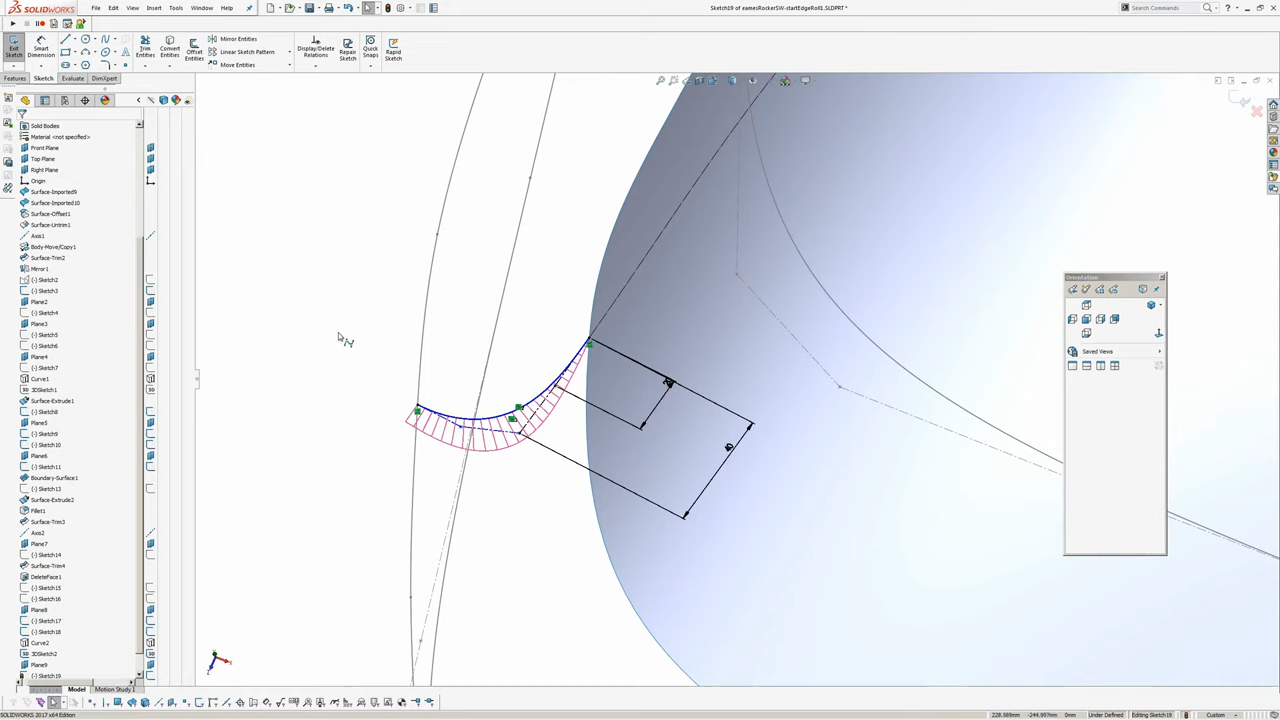 SOLIDWORKS
File
Edit
View
Insert
Tools
Window
Help
Sketch19 of eamesRockerSW-startEdgeRoll1.SLDPRT *
Search Commands
Exit Sketch
Smart Dimension
Trim Entities
Convert Entities
Offset Entities
Mirror Entities
Linear Sketch Pattern
Move Entities
Display/Delete Relations
Repair Sketch
Quick Snaps
Rapid Sketch
Features
Sketch
Evaluate
DimXpert
Solid Bodies
Material <not specified>
Front Plane
Top Plane
Right Plane
Origin
Surface-Imported9
Surface-Imported10
Surface-Offset1
Surface-Untrim1
Axis1
Body-Move/Copy1
Surface-Trim2
Mirror1
(-) Sketch2
(-) Sketch3
Plane2
(-) Sketch4
Plane3
(-) Sketch5
(-) Sketch6
Plane4
(-) Sketch7
Curve1
3DSketch1
Surface-Extrude1
(-) Sketch8
Plane5
(-) Sketch9
(-) Sketch10
Plane6
(-) Sketch11
Boundary-Surface1
(-) Sketch13
Surface-Extrude2
Fillet1
Surface-Trim3
Axis2
Plane7
(-) Sketch14
Surface-Trim4
DeleteFace1
(-) Sketch15
(-) Sketch16
Plane8
(-) Sketch17
(-) Sketch18
Curve2
3DSketch2
Plane9
(-) Sketch19
Orientation
Saved Views
Model
Motion Study 1
SOLIDWORKS 2017 x64 Edition
228.889mm
-244.997mm
0mm
Under Defined
Editing Sketch19
Custom